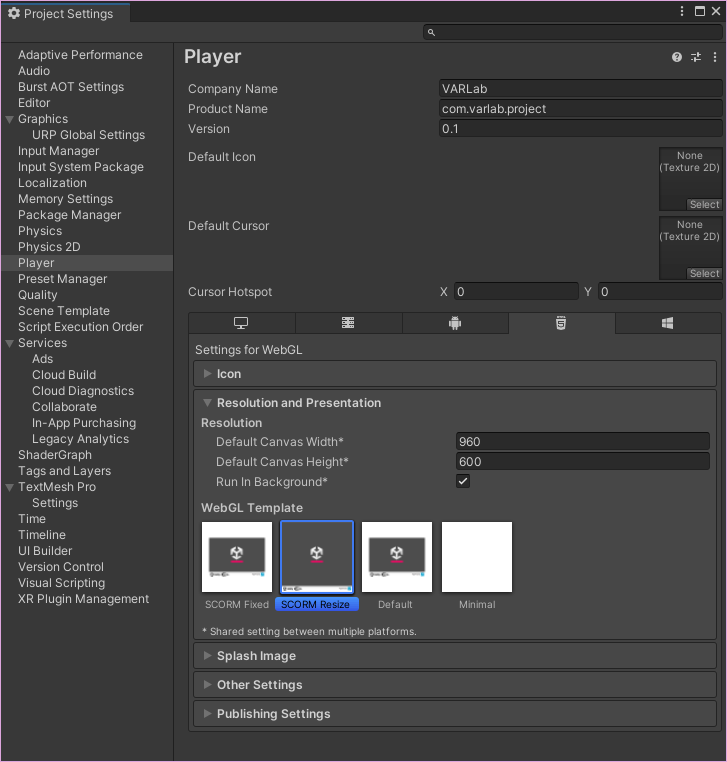 Project Settings
Adaptive Performance
Audio
Burst AOT Settings
Editor
Graphics
URP Global Settings
Input Manager
Input System Package
Localization
Memory Settings
Package Manager
Physics
Physics 2D
Player
Preset Manager
Quality
Scene Template
Script Execution Order
Services
Ads
Cloud Build
Cloud Diagnostics
Collaborate
In-App Purchasing
Legacy Analytics
ShaderGraph
Tags and Layers
TextMesh Pro
Settings
Time
Timeline
UI Builder
Version Control
Visual Scripting
XR Plugin Management
Player
Company Name VARLab
Product Name com.varlab.project
Version 0.1
Default Icon
None
(Texture 2D)
Select
Default Cursor
None
(Texture 2D)
Select
Cursor Hotspot X 0 Y 0
Settings for WebGL
Icon
Resolution and Presentation
Resolution
Default Canvas Width* 960
Default Canvas Height* 600
Run In Background*
WebGL Template
SCORM Fixed SCORM Resize Default Minimal
* Shared setting between multiple platforms.
Splash Image
Other Settings
Publishing Settings